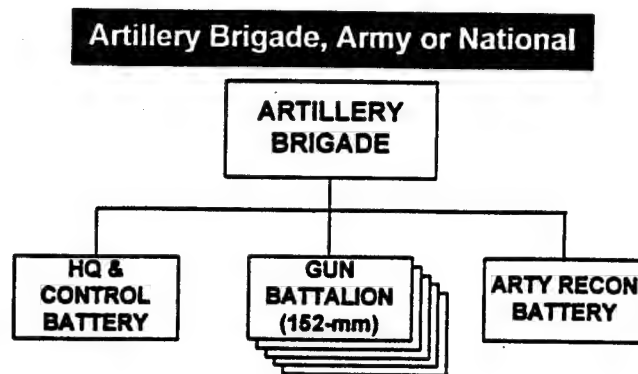 Artillery Brigade, Army or National
ARTILLERY
BRIGADE
HQ &
CONTROL
BATTERY
GUN
BATTALION
(152-mm)
ARTY RECON
BATTERY